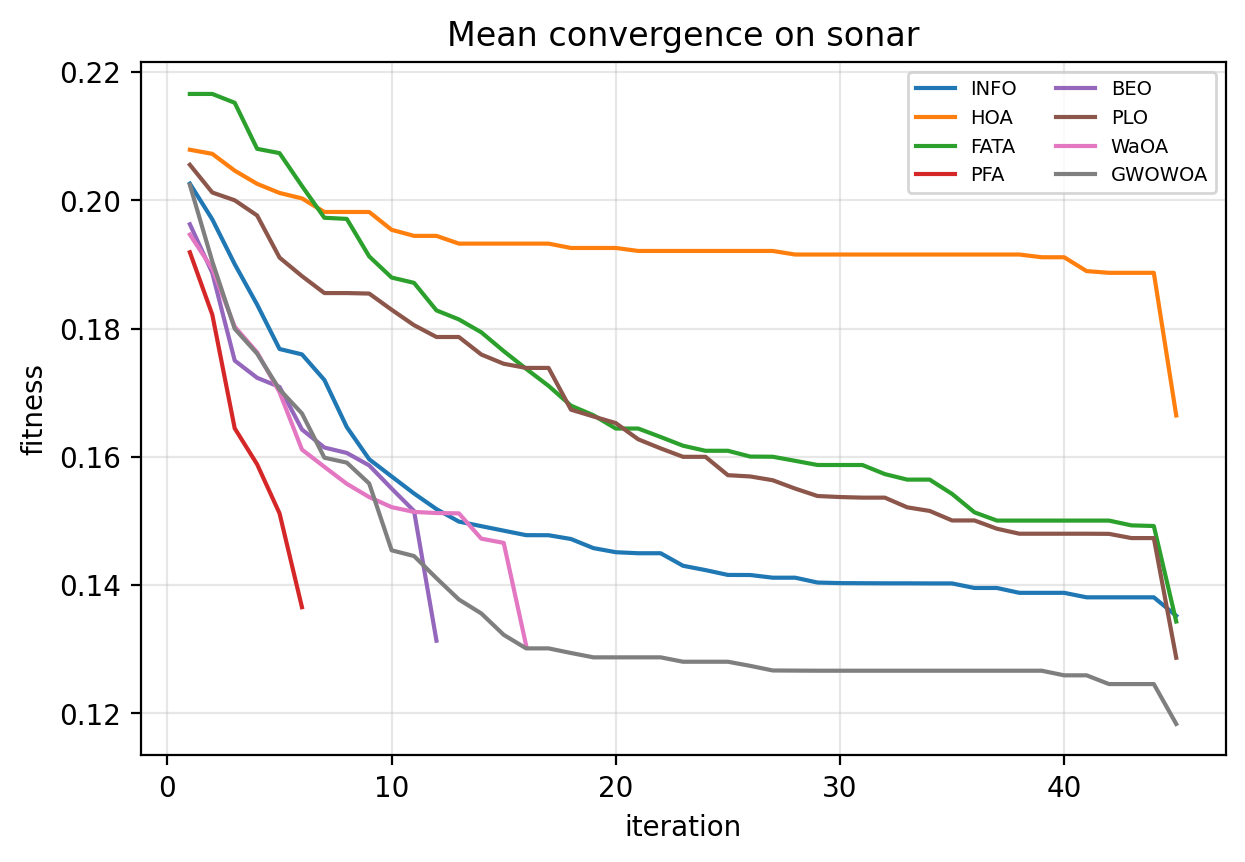 Mean convergence on sonar
0.22
0.20
0.18
0.16
0.14
0.12
fitness
0 10 20 30 40
iteration
INFO BEO
HOA PLO
FATA WaOA
PFA GWOWOA